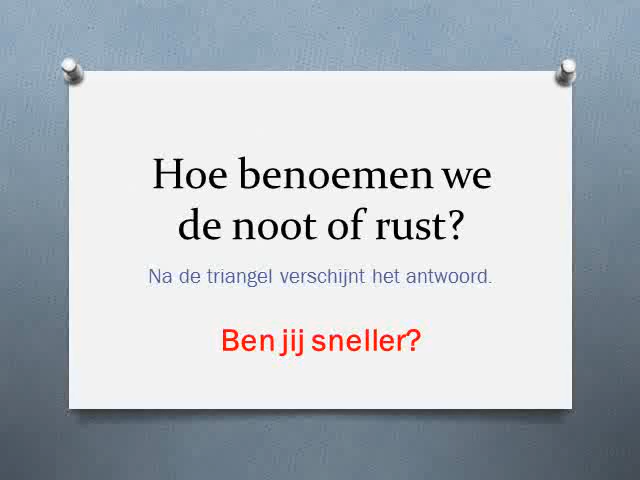 Hoe benoemen we
de noot of rust?
Na de triangel verschijnt het antwoord.
Ben jij sneller?